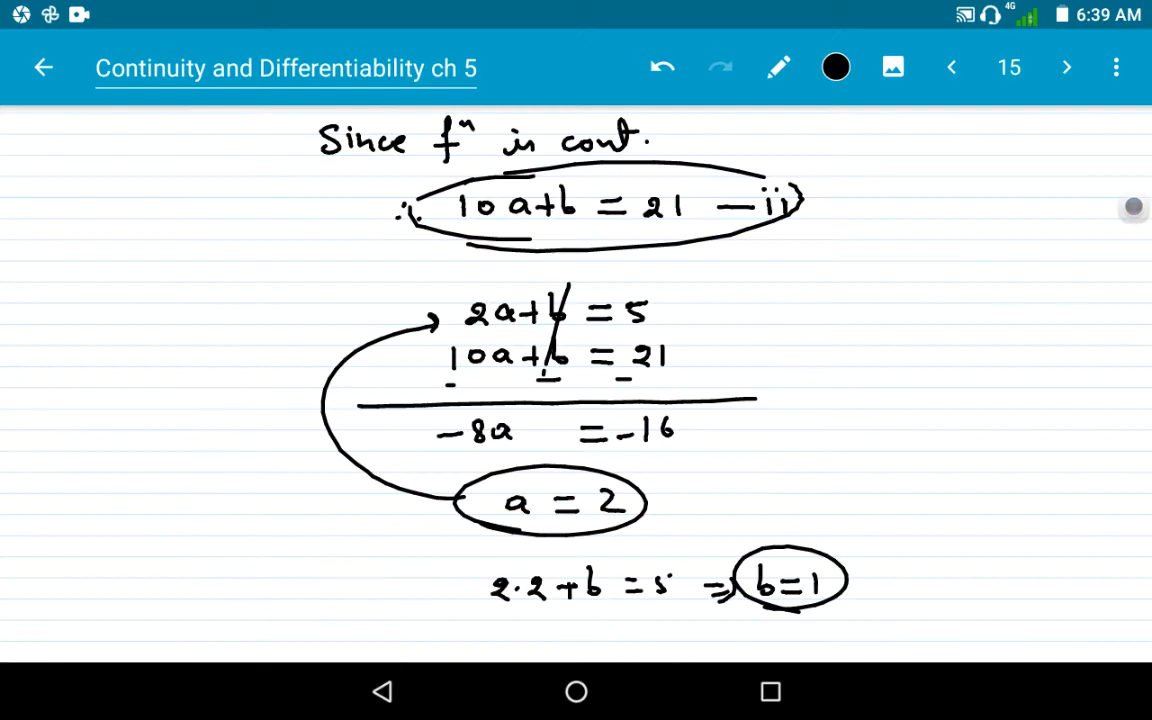 4G 6:39 AM
Continuity and Differentiability ch 5 15
Since fⁿ is cont.
∴ 10a+b = 21 — ii)
2a+b = 5
10a+b = 21
- - -
-8a = -16
a = 2
2·2+b = 5 ⇒ b=1